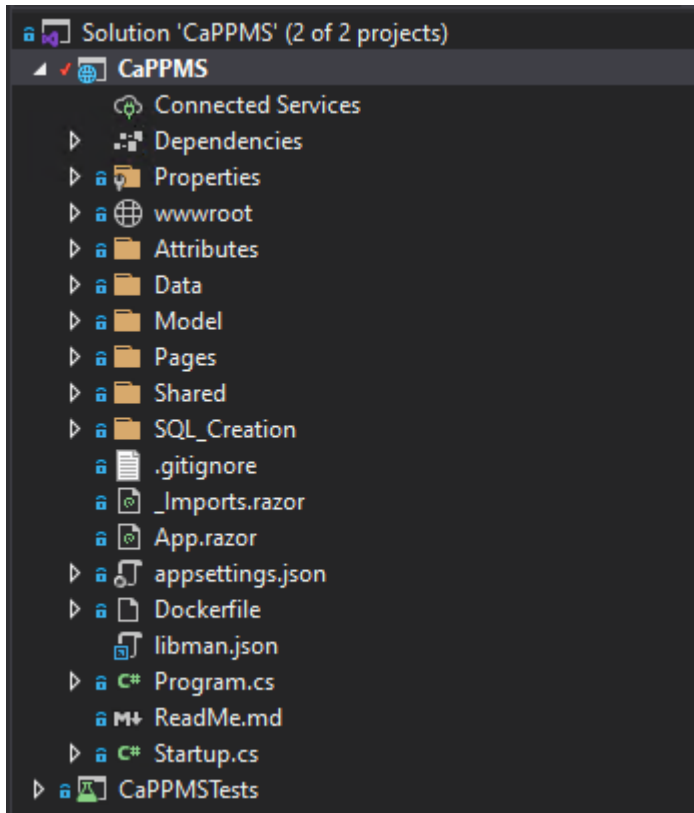 Solution 'CaPPMS' (2 of 2 projects)
CaPPMS
Connected Services
Dependencies
Properties
wwwroot
Attributes
Data
Model
Pages
Shared
SQL_Creation
.gitignore
_Imports.razor
App.razor
appsettings.json
Dockerfile
libman.json
C# Program.cs
M↓ ReadMe.md
C# Startup.cs
CaPPMSTests